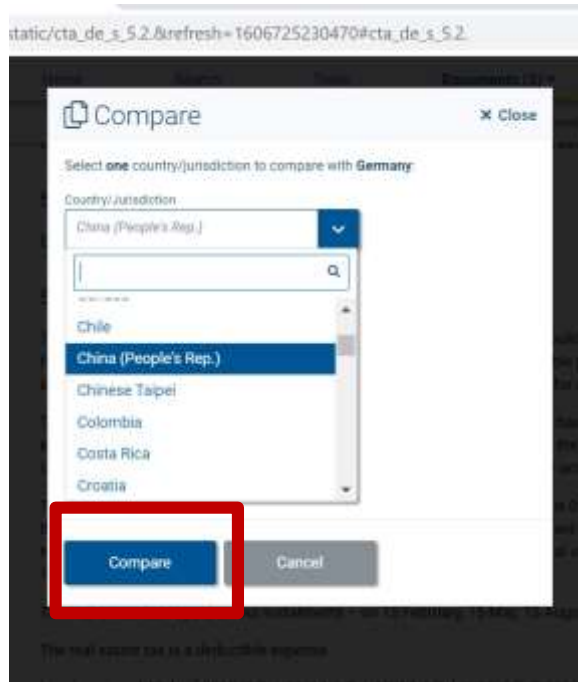 tatic/cta_de_s_5.2.&refresh=1606725230470#cta_de_s_5.2.
Compare
× Close
Select one country/jurisdiction to compare with Germany
Country/Jurisdiction
China (People's Rep.)
Chile
China (People's Rep.)
Chinese Taipei
Colombia
Costa Rica
Croatia
Compare
Cancel
The real estate tax is a deductible expense